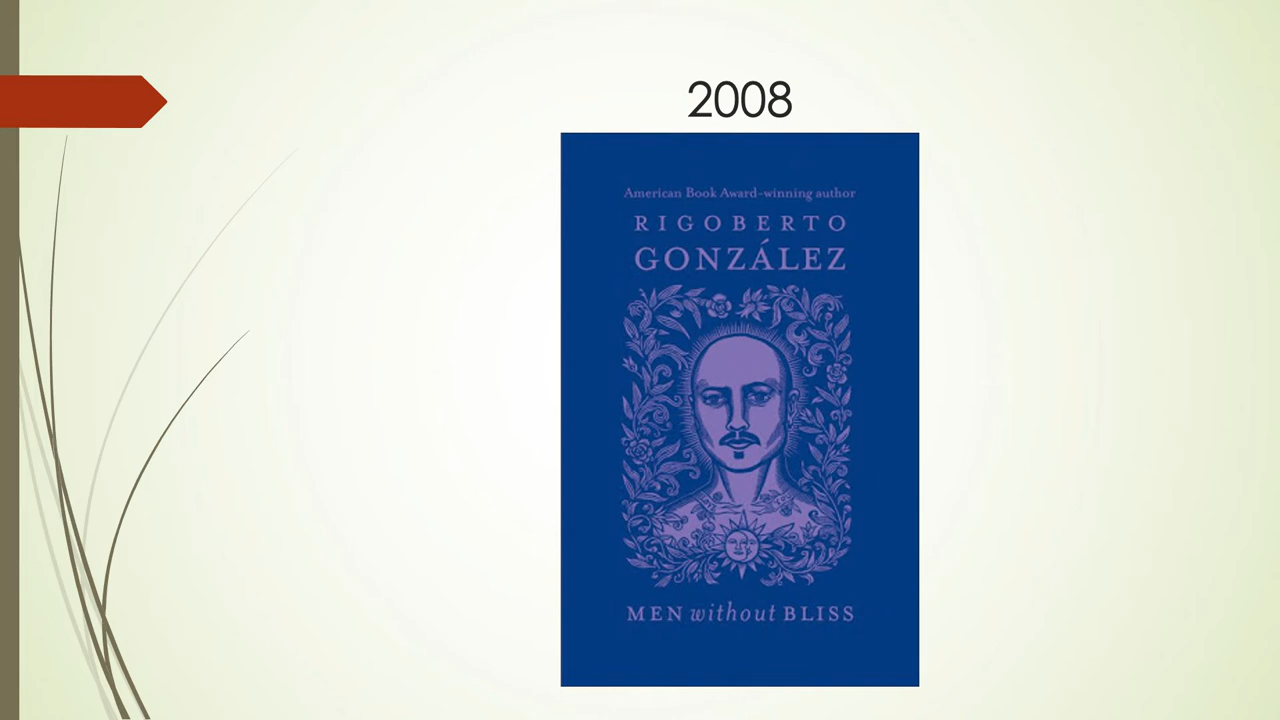 2008
American Book Award-winning author
RIGOBERTO
GONZÁLEZ
MEN without BLISS